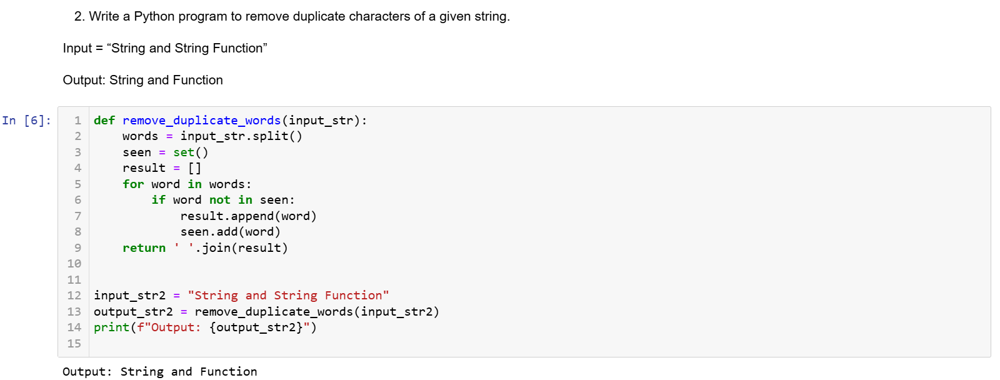 2. Write a Python program to remove duplicate characters of a given string.
Input = “String and String Function”
Output: String and Function
In [6]:
1 def remove_duplicate_words(input_str):
2     words = input_str.split()
3     seen = set()
4     result = []
5     for word in words:
6         if word not in seen:
7             result.append(word)
8             seen.add(word)
9     return ' '.join(result)
10
11
12 input_str2 = "String and String Function"
13 output_str2 = remove_duplicate_words(input_str2)
14 print(f"Output: {output_str2}")
15
Output: String and Function